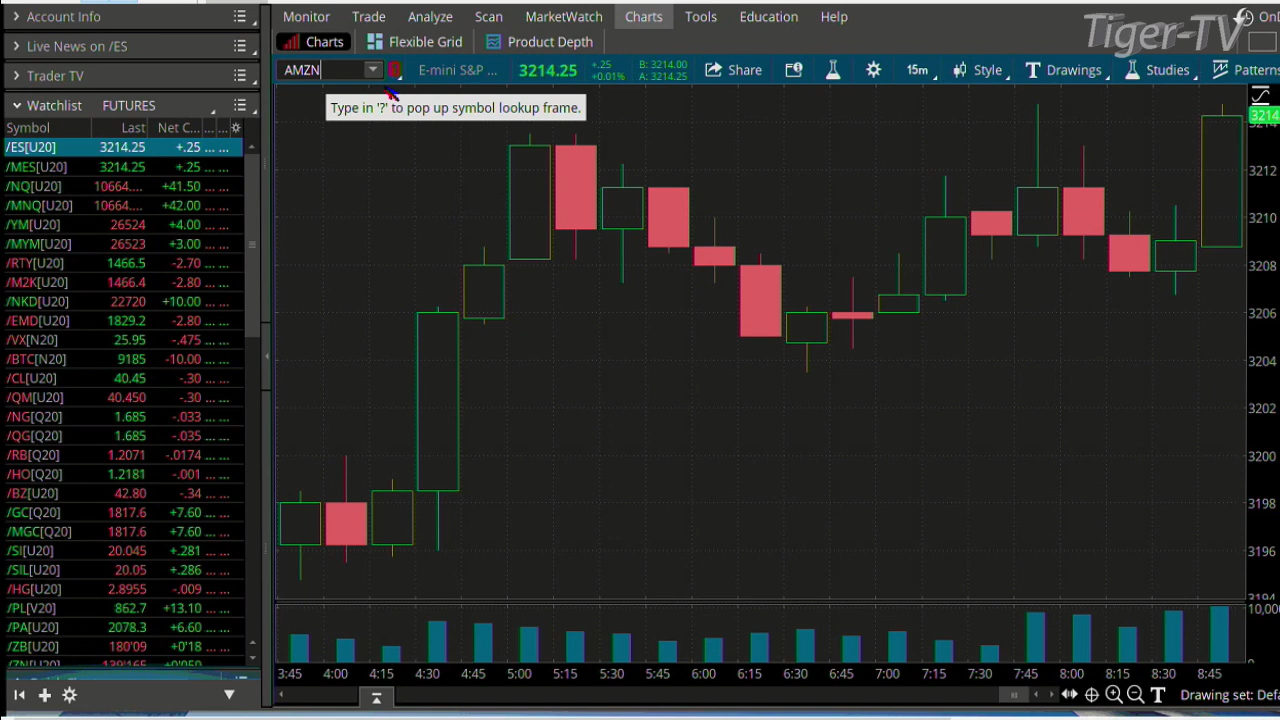 Account Info
Live News on /ES
Trader TV
Watchlist FUTURES
Symbol Last Net C... ... ...
/ES[U20] 3214.25 +.25
/MES[U20] 3214.25 +.25 ... ...
/NQ[U20] 10664.... +41.50 ... ...
/MNQ[U20] 10664.... +42.00 ... ...
/YM[U20] 26524 +4.00 ... ...
/MYM[U20] 26523 +3.00 ... ...
/RTY[U20] 1466.5 -2.70 ... ...
/M2K[U20] 1466.4 -2.80 ... ...
/NKD[U20] 22720 +10.00 ... ...
/EMD[U20] 1829.2 -2.80 ... ...
/VX[N20] 25.95 -.475 ... ...
/BTC[N20] 9185 -10.00 ... ...
/CL[U20] 40.45 -.30 ... ...
/QM[U20] 40.450 -.30 ... ...
/NG[Q20] 1.685 -.033 ... ...
/QG[U20] 1.685 -.035 ... ...
/RB[Q20] 1.2071 -.0174 ... ...
/HO[Q20] 1.2181 -.001 ... ...
/BZ[U20] 42.80 -.34 ... ...
/GC[Q20] 1817.6 +7.60 ... ...
/MGC[Q20] 1817.6 +7.60 ... ...
/SI[U20] 20.045 +.281 ... ...
/SIL[U20] 20.05 +.286 ... ...
/HG[U20] 2.8955 -.009 ... ...
/PL[V20] 862.7 +13.10 ... ...
/PA[U20] 2078.3 +6.60 ... ...
/ZB[U20] 180'09 +0'18 ... ...
/ZN[U20] 139'165 +0'050
Monitor Trade Analyze Scan MarketWatch Charts Tools Education Help
Tiger-TV
Charts Flexible Grid Product Depth
AMZN E-mini S&P ... 3214.25 +.25 +0.01% B: 3214.00 A: 3214.25 Share 15m Style Drawings Studies Patterns
Type in '?' to pop up symbol lookup frame.
3214
3212
3210
3208
3206
3204
3202
3200
3198
3196
3194
10,000
3:45 4:00 4:15 4:30 4:45 5:00 5:15 5:30 5:45 6:00 6:15 6:30 6:45 7:00 7:15 7:30 7:45 8:00 8:15 8:30 8:45
Drawing set: Defa